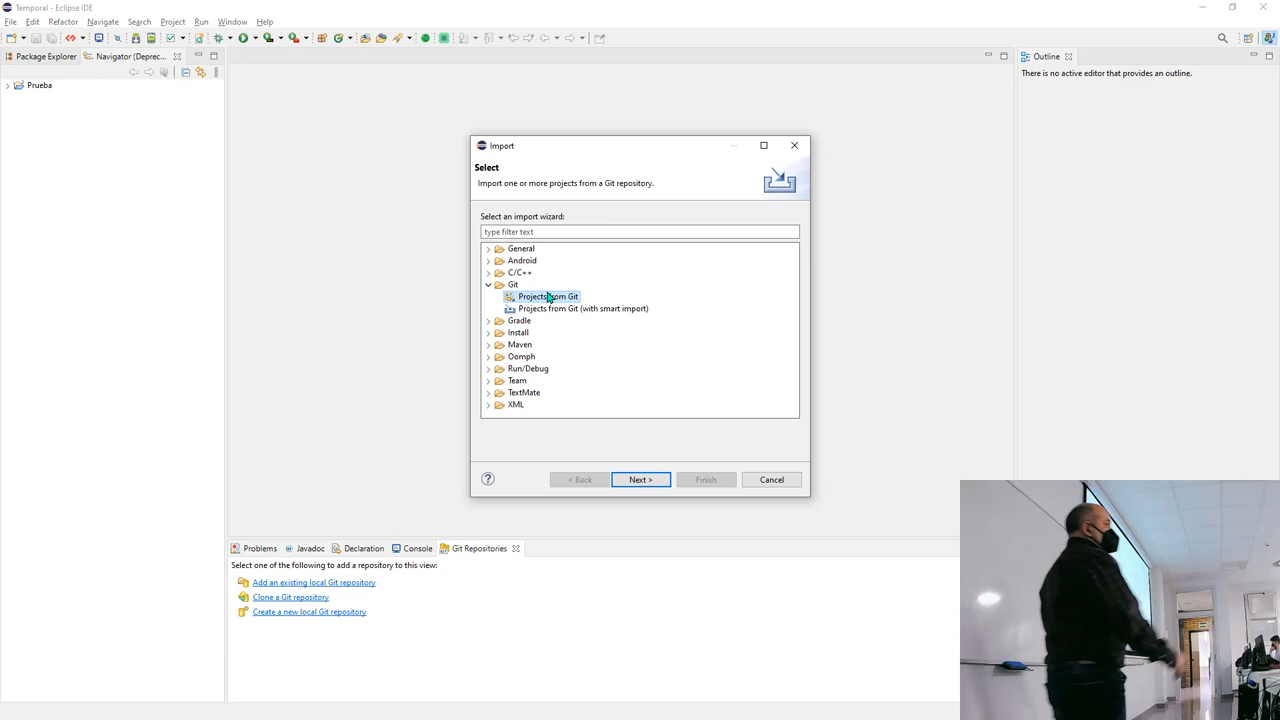 Temporal - Eclipse IDE
File Edit Refactor Navigate Search Project Run Window Help
Package Explorer
Navigator (Deprec...
Outline
Prueba
There is no active editor that provides an outline.
Import
Select
Import one or more projects from a Git repository.
Select an import wizard:
type filter text
General
Android
C/C++
Git
Projects from Git
Projects from Git (with smart import)
Gradle
Install
Maven
Oomph
Run/Debug
Team
TextMate
XML
< Back Next > Finish Cancel
Problems Javadoc Declaration Console Git Repositories
Select one of the following to add a repository to this view:
Add an existing local Git repository
Clone a Git repository
Create a new local Git repository